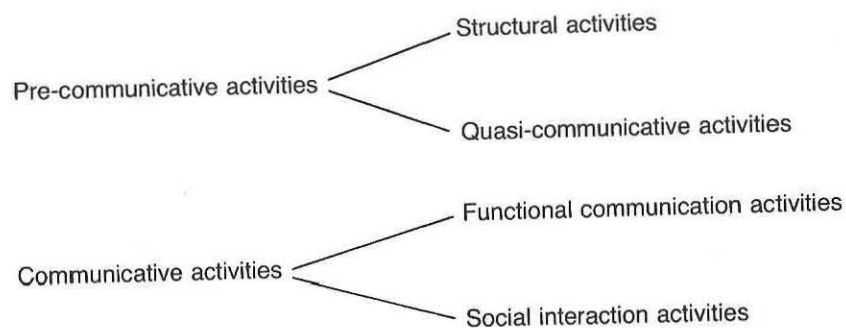 Structural activities
Pre-communicative activities
Quasi-communicative activities
Functional communication activities
Communicative activities
Social interaction activities